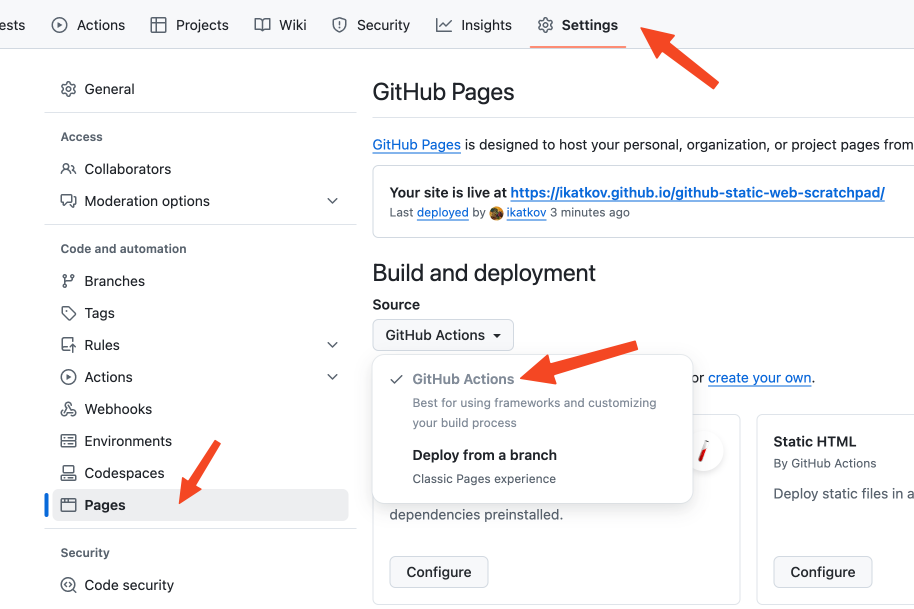 ests
Actions
Projects
Wiki
Security
Insights
Settings
General
Access
Collaborators
Moderation options
Code and automation
Branches
Tags
Rules
Actions
Webhooks
Environments
Codespaces
Pages
Security
Code security
GitHub Pages
GitHub Pages is designed to host your personal, organization, or project pages from
Your site is live at https://ikatkov.github.io/github-static-web-scratchpad/
Last deployed by ikatkov 3 minutes ago
Build and deployment
Source
GitHub Actions
GitHub Actions
Best for using frameworks and customizing
your build process
Deploy from a branch
Classic Pages experience
or create your own.
dependencies preinstalled.
Configure
Static HTML
By GitHub Actions
Deploy static files in a
Configure